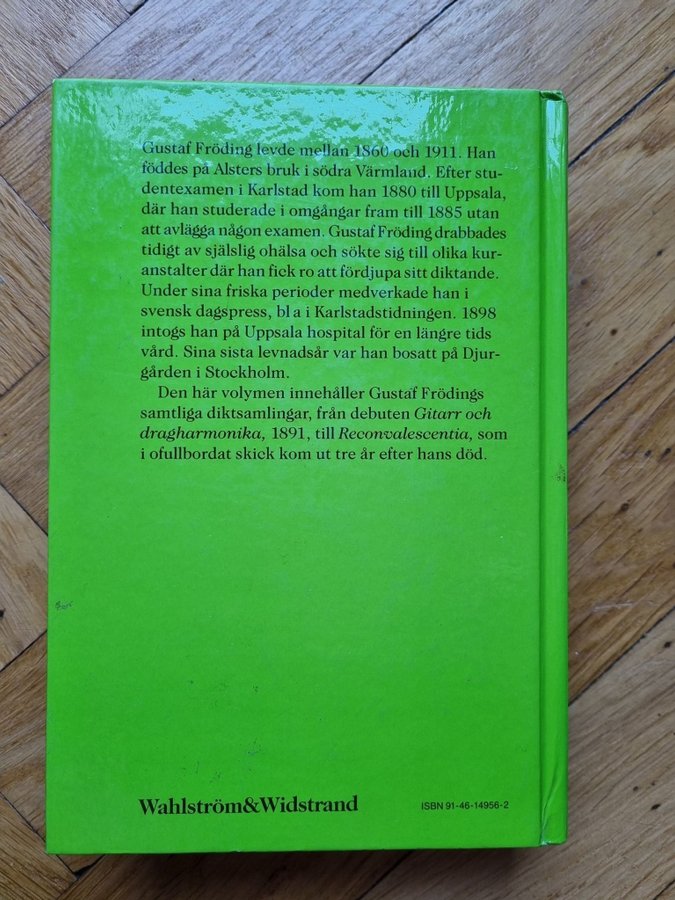 Gustaf Fröding levde mellan 1860 och 1911. Han
föddes på Alsters bruk i södra Värmland. Efter stu-
dentexamen i Karlstad kom han 1880 till Uppsala,
där han studerade i omgångar fram till 1885 utan
att avlägga någon examen. Gustaf Fröding drabbades
tidigt av själslig ohälsa och sökte sig till olika kur-
anstalter där han fick ro att fördjupa sitt diktande.
Under sina friska perioder medverkade han i
svensk dagspress, bl a i Karlstadstidningen. 1898
intogs han på Uppsala hospital för en längre tids
vård. Sina sista levnadsår var han bosatt på Djur-
gården i Stockholm.
Den här volymen innehåller Gustaf Frödings
samtliga diktsamlingar, från debuten Gitarr och
dragharmonika, 1891, till Reconvalescentia, som
i ofullbordat skick kom ut tre år efter hans död.
Wahlström&Widstrand
ISBN 91-46-14956-2